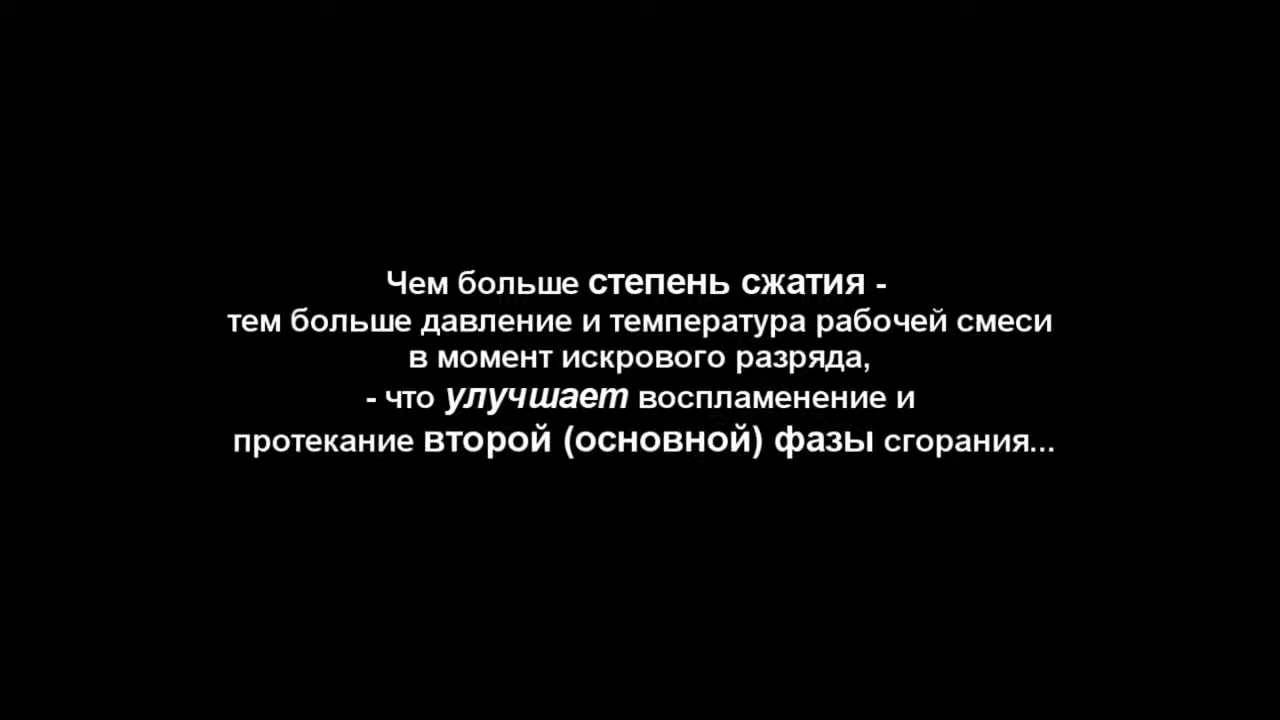 Чем больше степень сжатия -
тем больше давление и температура рабочей смеси
в момент искрового разряда,
- что улучшает воспламенение и
протекание второй (основной) фазы сгорания...